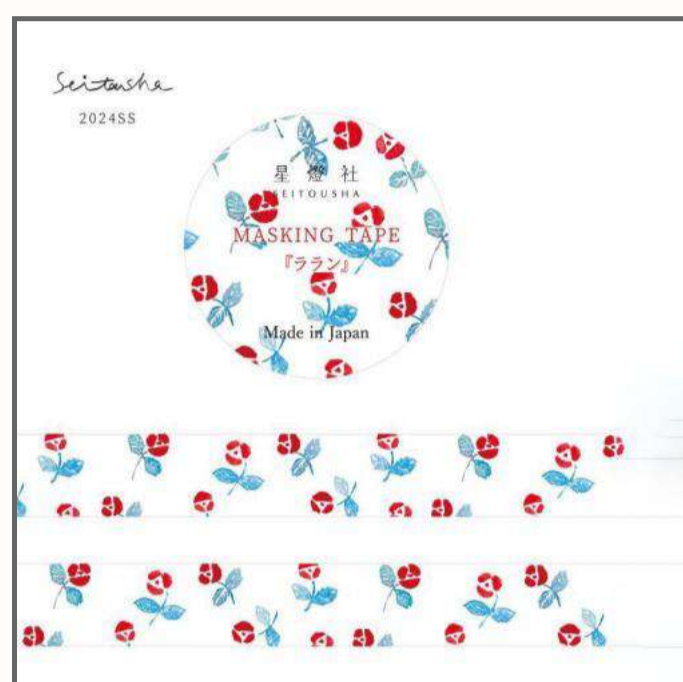 Seitousha
2024SS
星燈社
SEITOUSHA
MASKING TAPE
『ララン』
Made in Japan